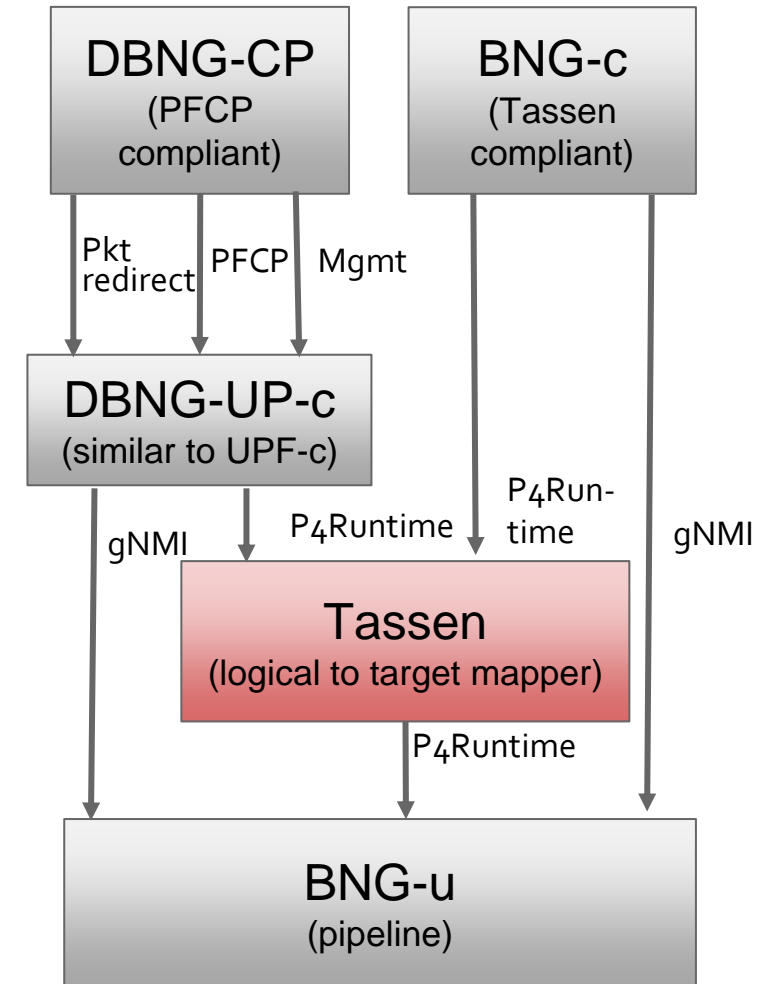 DBNG-CP
(PFCP
compliant)
BNG-c
(Tassen
compliant)
Pkt
redirect
PFCP
Mgmt
DBNG-UP-c
(similar to UPF-c)
gNMI
P4Runtime
P4Run-
time
gNMI
Tassen
(logical to target mapper)
P4Runtime
BNG-u
(pipeline)